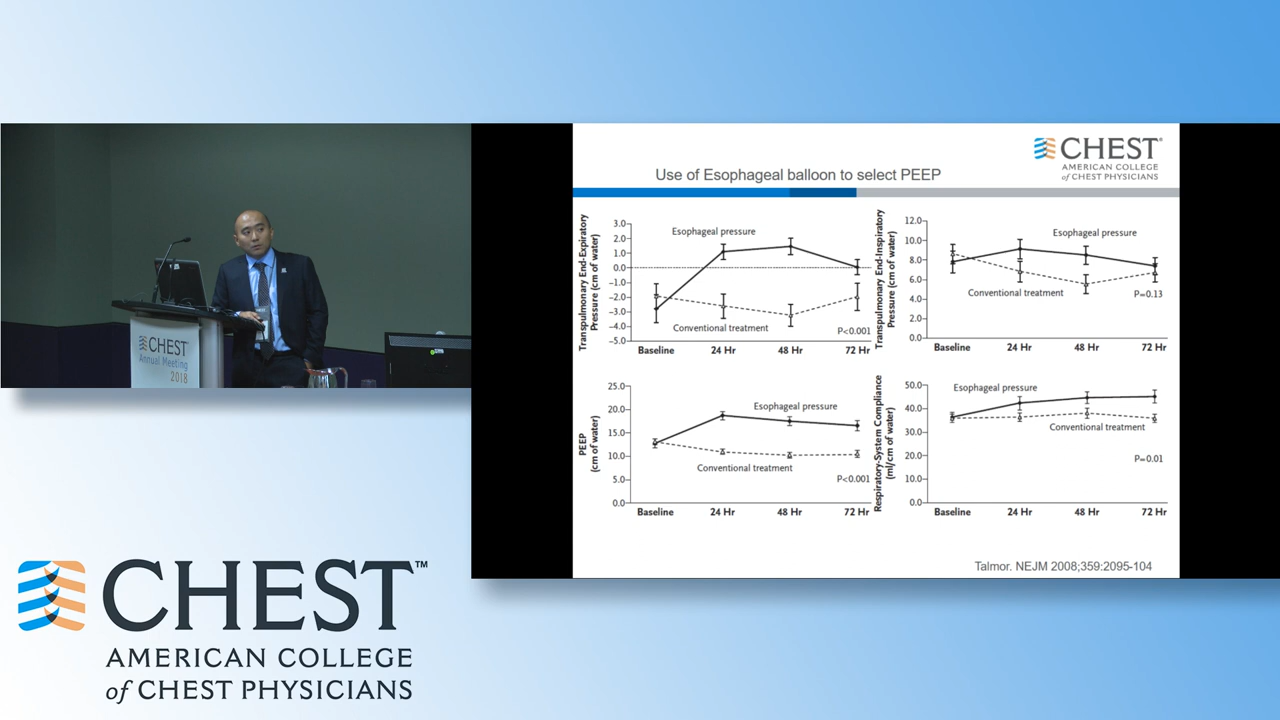 CHEST
Annual Meeting
2018
CHEST™
AMERICAN COLLEGE
of CHEST PHYSICIANS
CHEST®
AMERICAN COLLEGE
of CHEST PHYSICIANS
Use of Esophageal balloon to select PEEP
Transpulmonary End-Expiratory
Pressure (cm of water)
3.0
2.0
1.0
0.0
−2.0
−3.0
−4.0
−5.0
Esophageal pressure
Conventional treatment
P<0.001
Baseline 24 Hr 48 Hr 72 Hr
Transpulmonary End-Inspiratory
Pressure (cm of water)
12.0
10.0
8.0
6.0
4.0
2.0
0.0
Esophageal pressure
Conventional treatment
P=0.13
Baseline 24 Hr 48 Hr 72 Hr
PEEP
(cm of water)
25.0
20.0
15.0
10.0
5.0
0.0
Esophageal pressure
Conventional treatment
P<0.001
Baseline 24 Hr 48 Hr 72 Hr
Respiratory-System Compliance
(ml/cm of water)
50.0
40.0
30.0
20.0
10.0
0.0
Esophageal pressure
Conventional treatment
P=0.01
Baseline 24 Hr 48 Hr 72 Hr
Talmor. NEJM 2008;359:2095-104